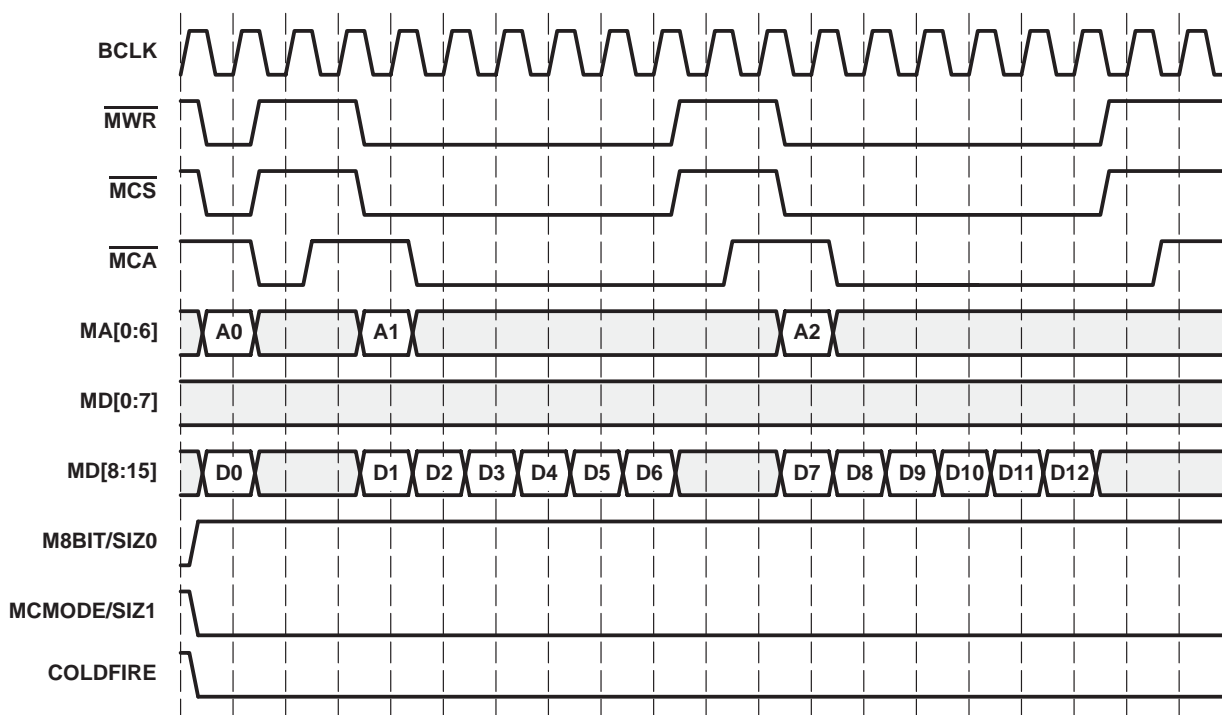 BCLK
MWR
MCS
MCA
MA[0:6] A0 A1 A2
MD[0:7]
MD[8:15] D0 D1 D2 D3 D4 D5 D6 D7 D8 D9 D10 D11 D12
M8BIT/SIZ0
MCMODE/SIZ1
COLDFIRE